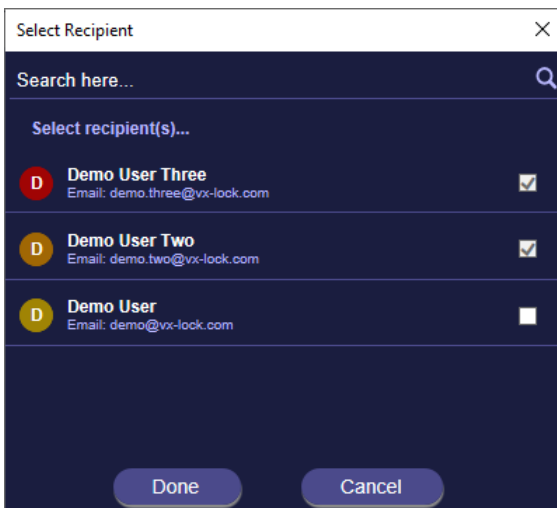 Select Recipient
Search here...
Select recipient(s)...
D
Demo User Three
Email: demo.three@vx-lock.com
D
Demo User Two
Email: demo.two@vx-lock.com
D
Demo User
Email: demo@vx-lock.com
Done
Cancel